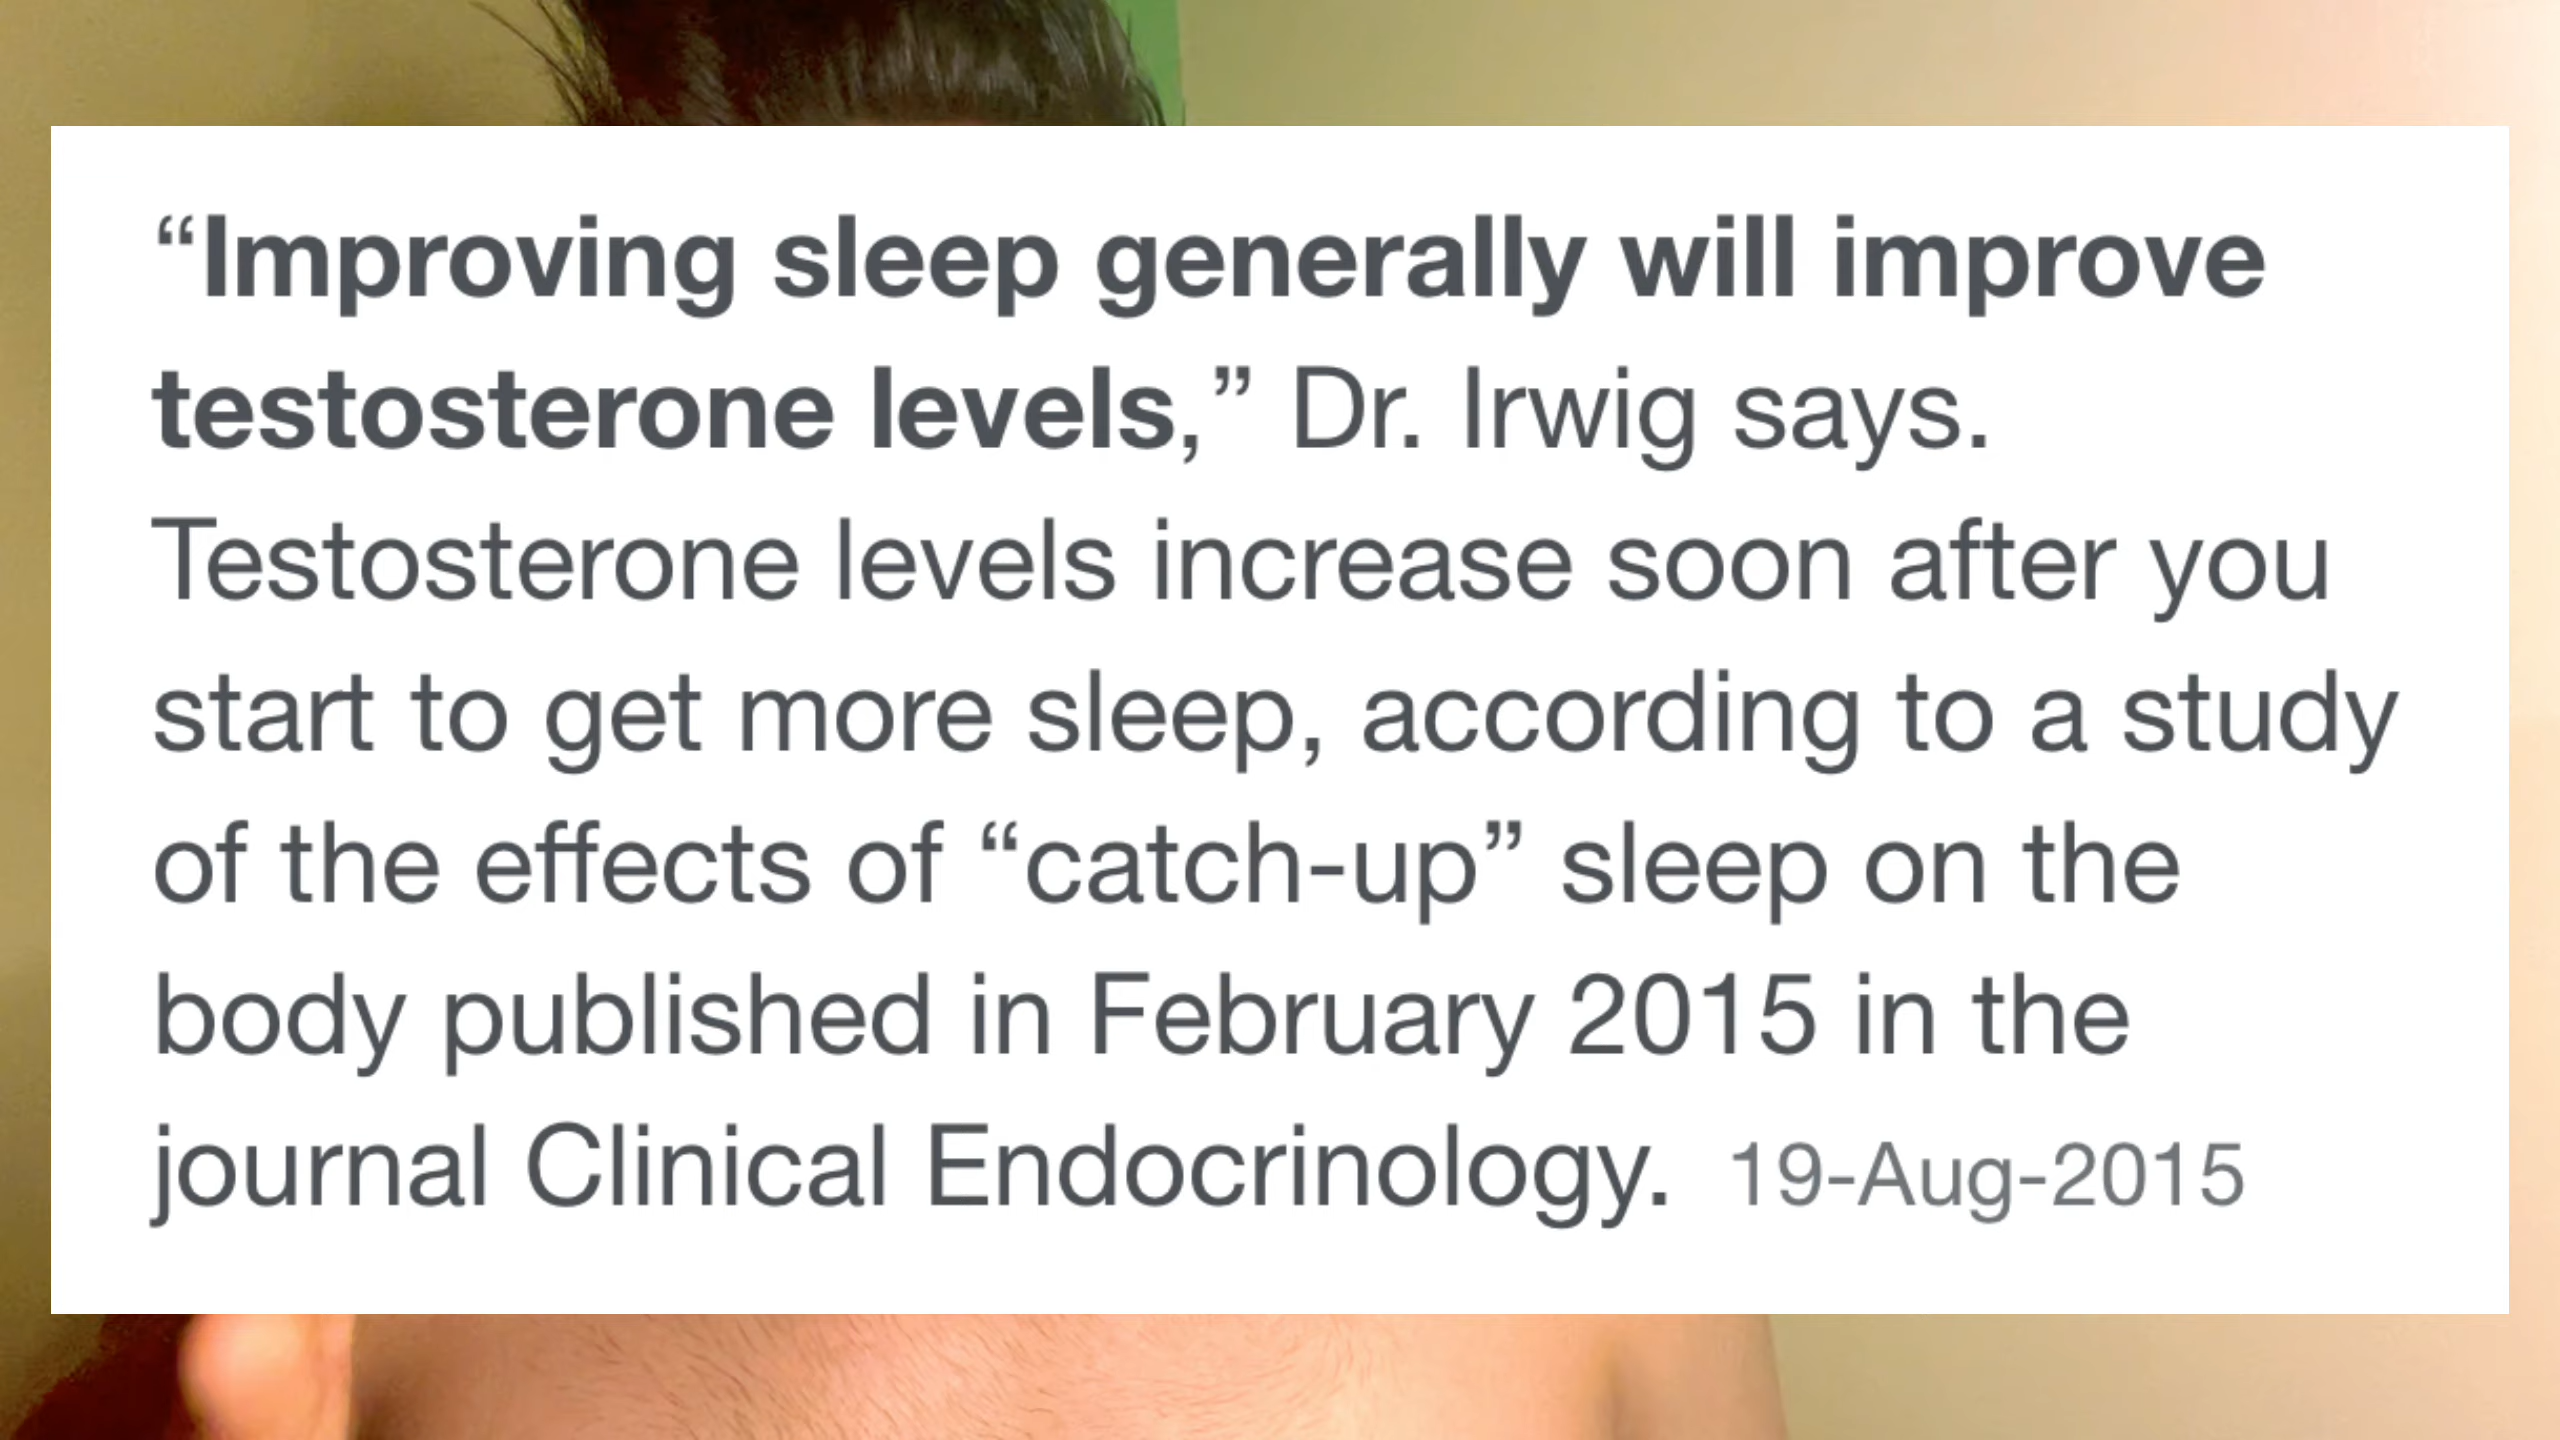 “Improving sleep generally will improve
testosterone levels,” Dr. Irwig says.
Testosterone levels increase soon after you
start to get more sleep, according to a study
of the effects of “catch-up” sleep on the
body published in February 2015 in the
journal Clinical Endocrinology. 19-Aug-2015